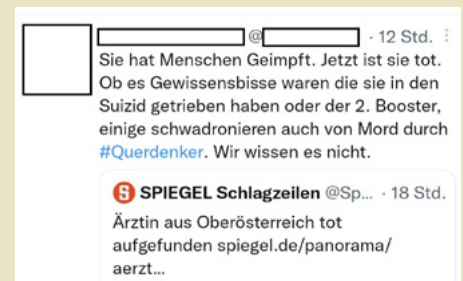 @ · 12 Std.
Sie hat Menschen Geimpft. Jetzt ist sie tot.
Ob es Gewissensbisse waren die sie in den
Suizid getrieben haben oder der 2. Booster,
einige schwadronieren auch von Mord durch
#Querdenker. Wir wissen es nicht.
S SPIEGEL Schlagzeilen @Sp... · 18 Std.
Ärztin aus Oberösterreich tot
aufgefunden spiegel.de/panorama/
aerzt...